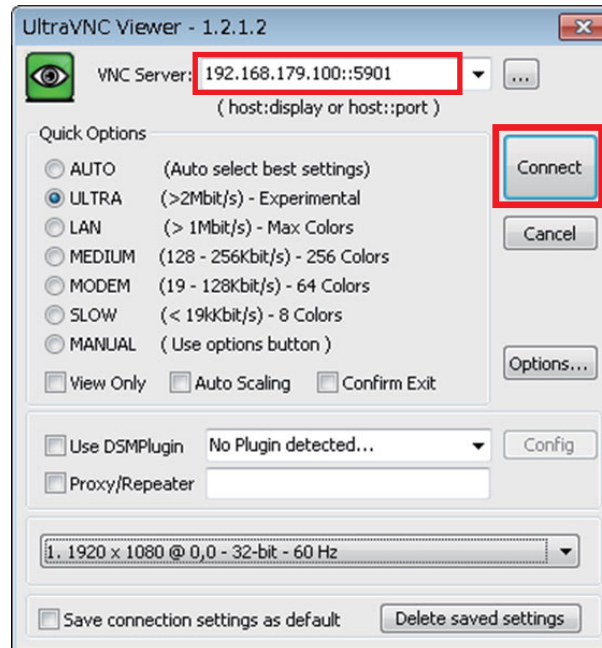 UltraVNC Viewer - 1.2.1.2
VNC Server: 192.168.179.100::5901 ...
( host:display or host::port )
Quick Options
AUTO (Auto select best settings)
ULTRA (>2Mbit/s) - Experimental
LAN (> 1Mbit/s) - Max Colors
MEDIUM (128 - 256Kbit/s) - 256 Colors
MODEM (19 - 128Kbit/s) - 64 Colors
SLOW (< 19kKbit/s) - 8 Colors
MANUAL ( Use options button )
View Only Auto Scaling Confirm Exit
Connect
Cancel
Options...
Use DSMPlugin No Plugin detected... Config
Proxy/Repeater
1. 1920 x 1080 @ 0,0 - 32-bit - 60 Hz
Save connection settings as default Delete saved settings